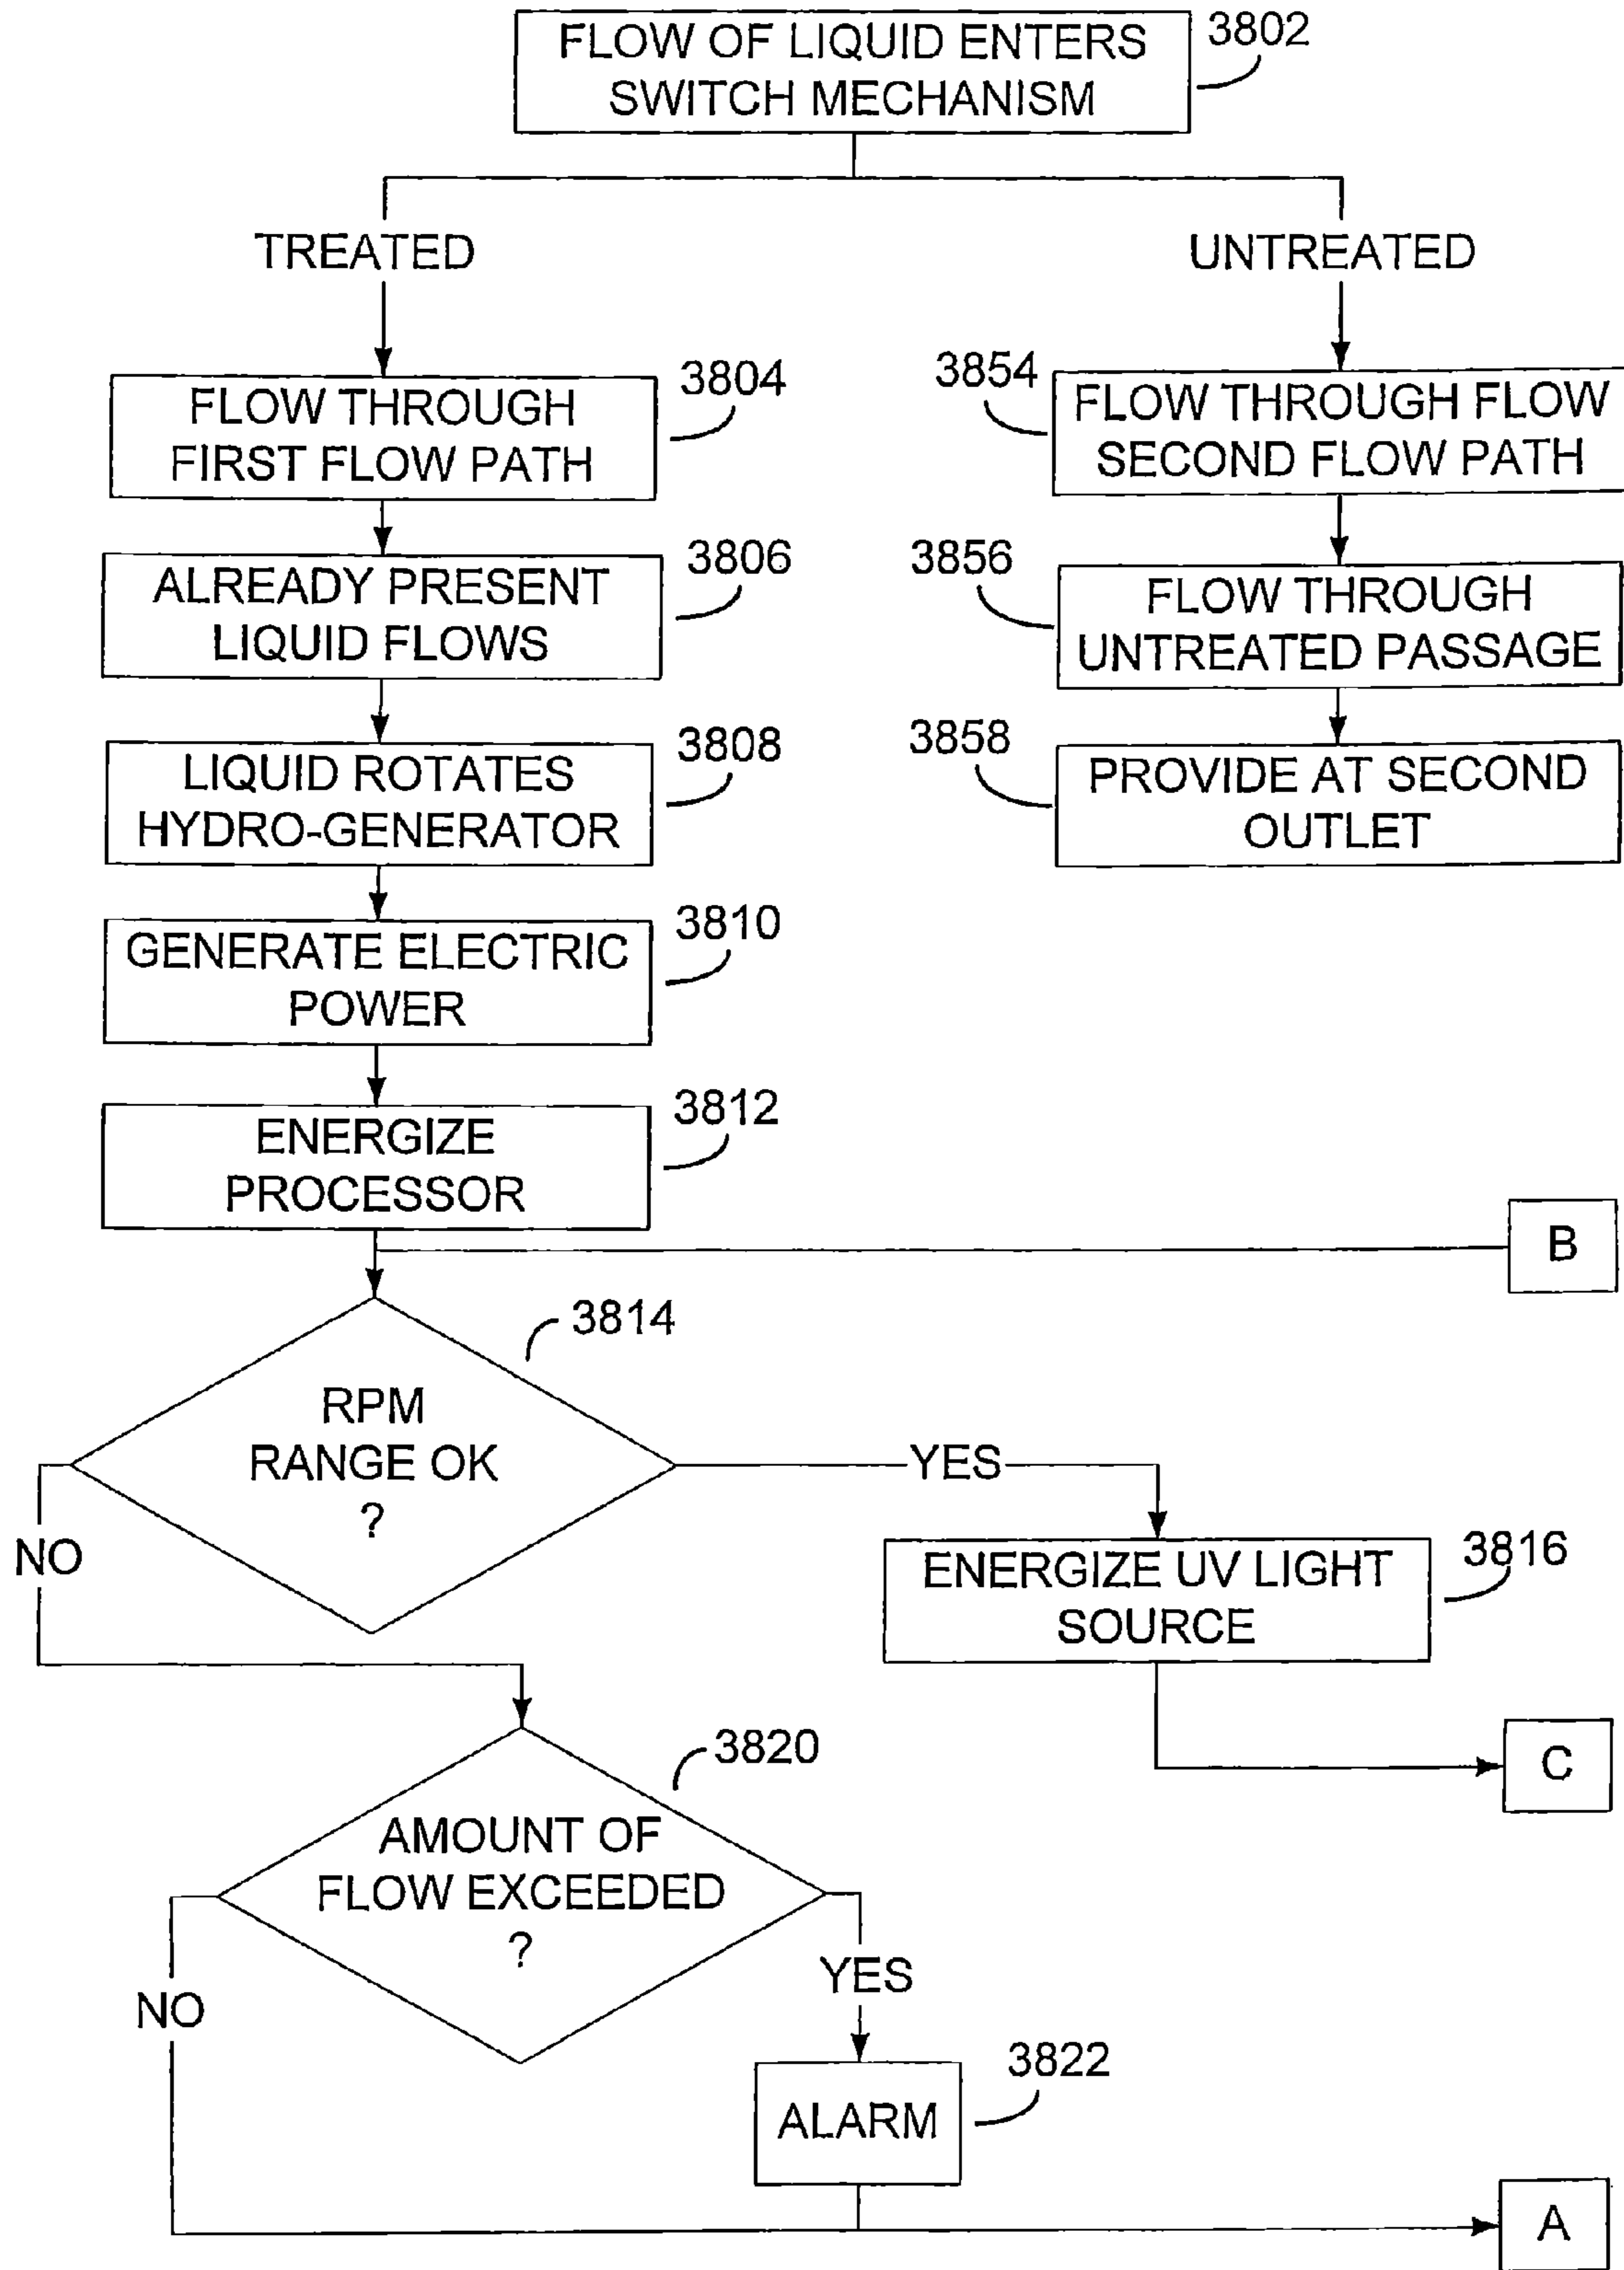 FLOW OF LIQUID ENTERS
SWITCH MECHANISM
3802
TREATED
UNTREATED
FLOW THROUGH
FIRST FLOW PATH
3804
3854
FLOW THROUGH FLOW
SECOND FLOW PATH
ALREADY PRESENT
LIQUID FLOWS
3806
3856
FLOW THROUGH
UNTREATED PASSAGE
LIQUID ROTATES
HYDRO-GENERATOR
3808
3858
PROVIDE AT SECOND
OUTLET
GENERATE ELECTRIC
POWER
3810
ENERGIZE
PROCESSOR
3812
B
3814
RPM
RANGE OK
?
YES
NO
ENERGIZE UV LIGHT
SOURCE
3816
C
3820
AMOUNT OF
FLOW EXCEEDED
?
YES
NO
ALARM
3822
A